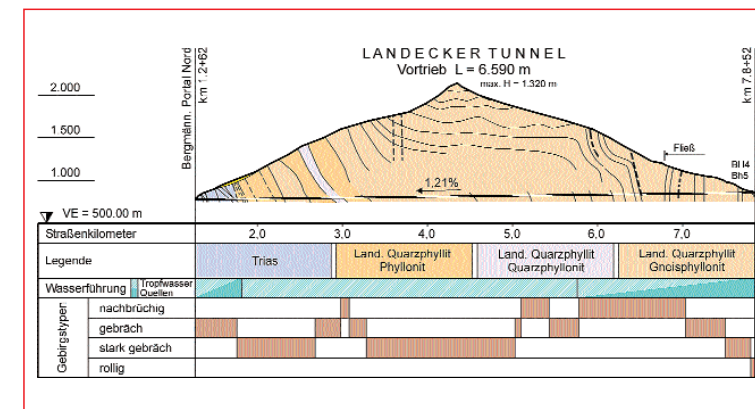 LANDECKER TUNNEL
Vortrieb L = 6.590 m
max. H = 1.320 m
Bergmänn. Portal Nord
km 1.2+62
km 7.8+52
2.000
1.500
1.000
Fließ
BH4
Bh5
1,21%
VE = 500.00 m
Straßenkilometer 2.0 3.0 4,0 5.0 6.0 7.0
Legende
Trias
Land. Quarzphyllit
Phyllonit
Land. Quarzphyllit
Quarzphyllonit
Land. Quarzphyllit
Gneisphyllonit
Wasserführung
Tropfwasser
Quellen
Gebirgstypen
nachbrüchig
gebräch
stark gebräch
rollig